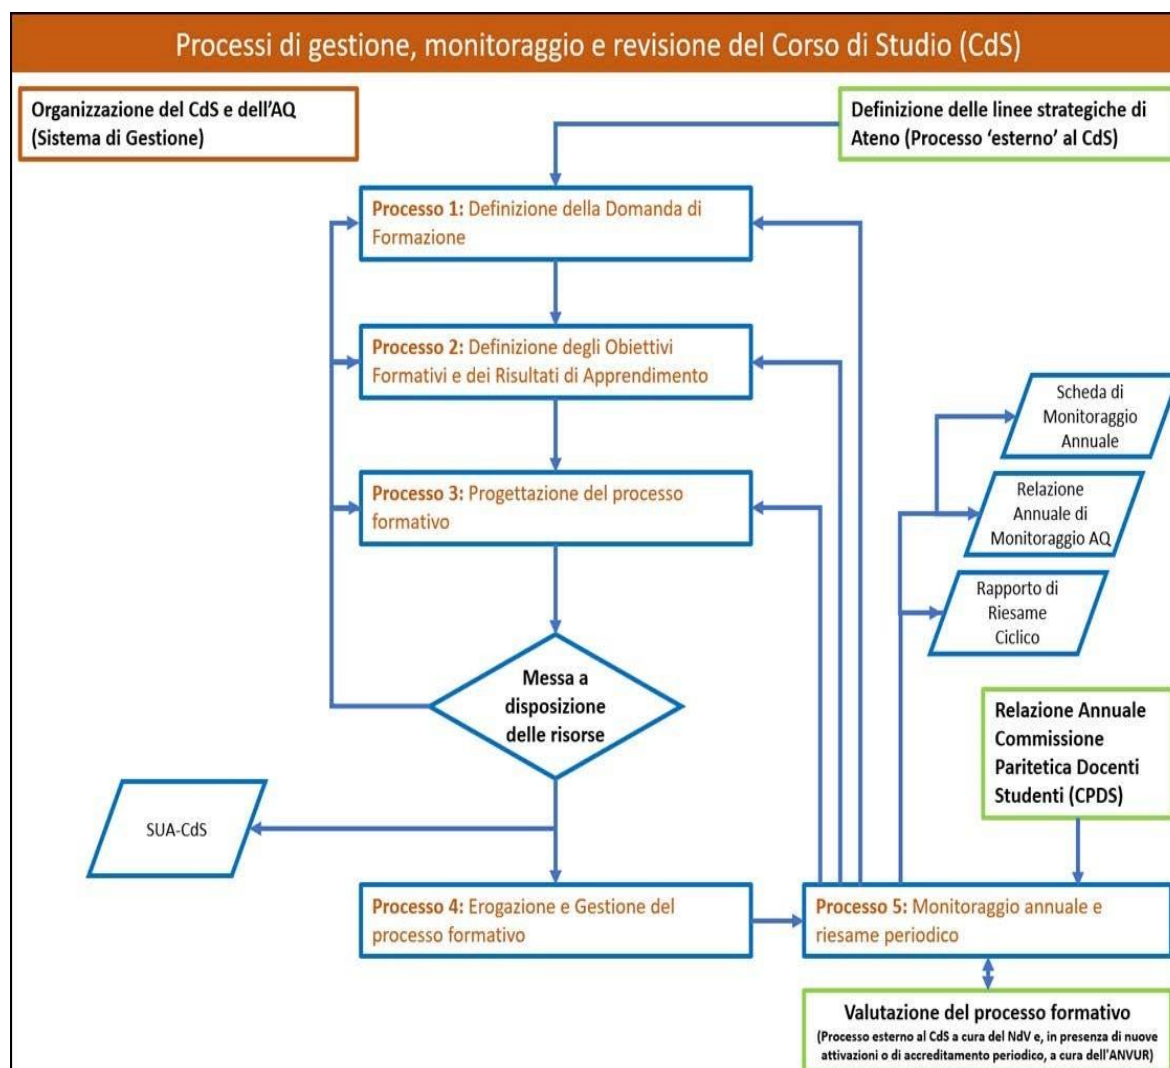 Processi di gestione, monitoraggio e revisione del Corso di Studio (CdS)
Organizzazione del CdS e dell'AQ
(Sistema di Gestione)
Definizione delle linee strategiche di
Ateno (Processo 'esterno' al CdS)
Processo 1: Definizione della Domanda di
Formazione
Processo 2: Definizione degli Obiettivi
Formativi e dei Risultati di Apprendimento
Scheda di
Monitoraggio
Annuale
Processo 3: Progettazione del processo
formativo
Relazione
Annuale di
Monitoraggio AQ
Rapporto di
Riesame
Ciclico
Messa a
disposizione
delle risorse
Relazione Annuale
Commissione
Paritetica Docenti
Studenti (CPDS)
SUA-CdS
Processo 4: Erogazione e Gestione del
processo formativo
Processo 5: Monitoraggio annuale e
riesame periodico
Valutazione del processo formativo
(Processo esterno al CdS a cura del NdV e, in presenza di nuove
attivazioni o di accreditamento periodico, a cura dell'ANVUR)